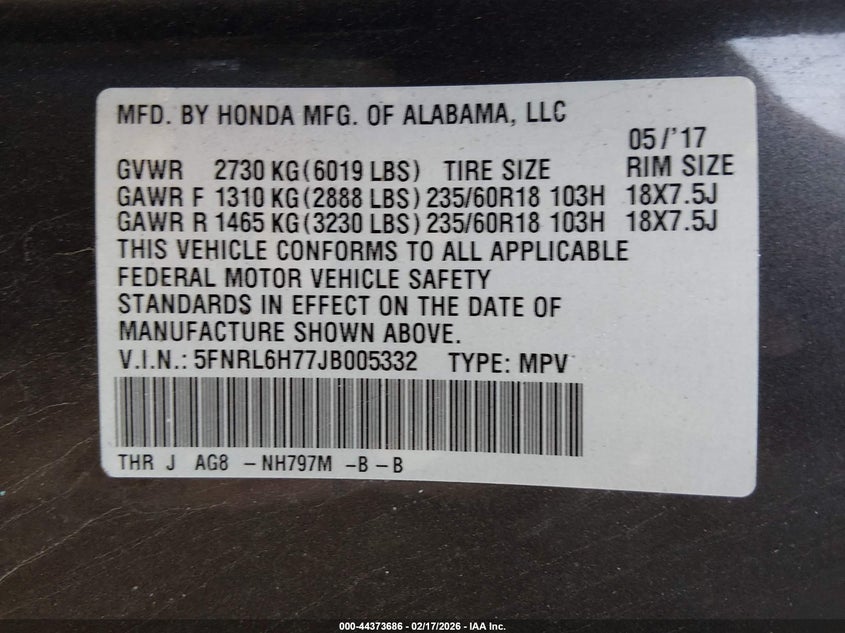 MFD. BY HONDA MFG. OF ALABAMA, LLC
05/'17
GVWR 2730 KG(6019 LBS) TIRE SIZE RIM SIZE
GAWR F 1310 KG(2888 LBS) 235/60R18 103H 18X7.5J
GAWR R 1465 KG(3230 LBS) 235/60R18 103H 18X7.5J
THIS VEHICLE CONFORMS TO ALL APPLICABLE
FEDERAL MOTOR VEHICLE SAFETY
STANDARDS IN EFFECT ON THE DATE OF
MANUFACTURE SHOWN ABOVE.
V.I.N.: 5FNRL6H77JB005332 TYPE: MPV
THR J AG8 -NH797M -B-B
000-44373686 - 02/17/2026 - IAA Inc.